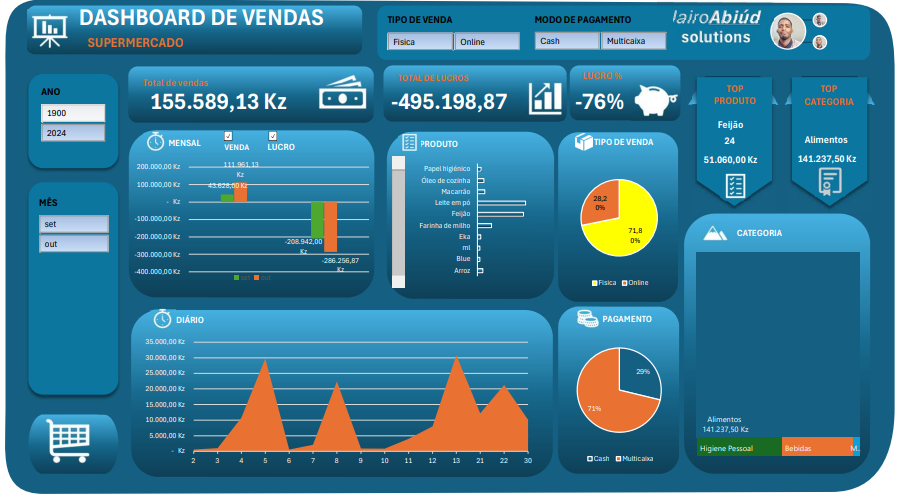 DASHBOARD DE VENDAS
SUPERMERCADO
TIPO DE VENDA
Fisica
Online
MODO DE PAGAMENTO
Cash
Multicaixa
JairoAbiúd
solutions
ANO
1900
2024
MÊS
set
out
Total de vendas
155.589,13 Kz
TOTAL DE LUCROS
-495.198,87
LUCRO %
-76%
TOP
PRODUTO
Feijão
24
51.060,00 Kz
TOP
CATEGORIA
Alimentos
141.237,50 Kz
MENSAL
VENDA
LUCRO
200.000,00 Kz
100.000,00 Kz
- Kz
-100.000,00 Kz
-200.000,00 Kz
-300.000,00 Kz
-400.000,00 Kz
111.961,13
Kz
43.628,00 Kz
-208.942,00
Kz
-286.256,87
Kz
set
out
PRODUTO
Papel higiénico
Óleo de cozinha
Macarrão
Leite em pó
Feijão
Farinha de milho
Eka
ml
Blue
Arroz
TIPO DE VENDA
28,2
0%
71,8
0%
Fisica
Online
CATEGORIA
Alimentos
141.237,50 Kz
Higiene Pessoal
Bebidas
M.
DIÁRIO
35.000,00 Kz
30.000,00 Kz
25.000,00 Kz
20.000,00 Kz
15.000,00 Kz
10.000,00 Kz
5.000,00 Kz
- Kz
2 3 4 5 6 7 8 9 10 11 12 13 21 22 30
PAGAMENTO
29%
71%
Cash
Multicaixa